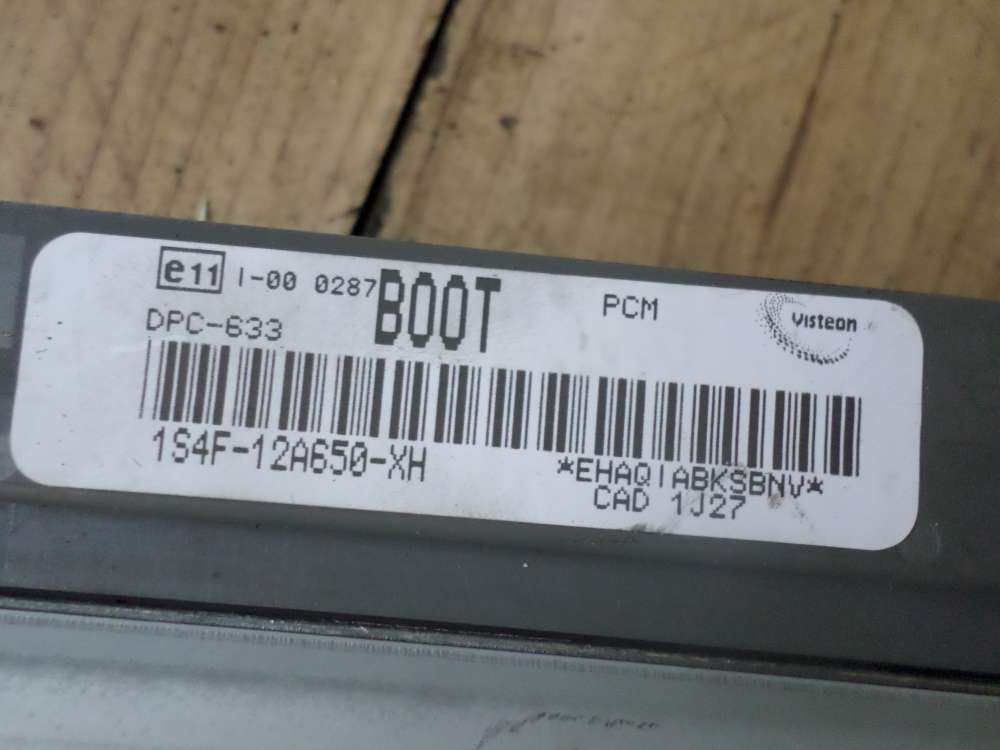 e11 I-00 0287 BOOT PCM Visteon
DPC-633
1S4F-12A650-XH *EHAQIABKSBNV*
CAD 1J27